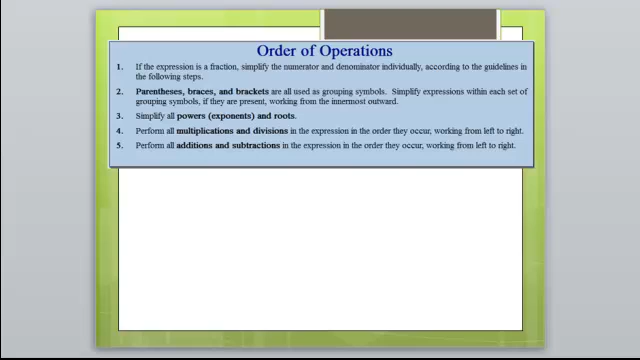 Order of Operations
1. If the expression is a fraction, simplify the numerator and denominator individually, according to the guidelines in
the following steps.
2. Parentheses, braces, and brackets are all used as grouping symbols. Simplify expressions within each set of
grouping symbols, if they are present, working from the innermost outward.
3. Simplify all powers (exponents) and roots.
4. Perform all multiplications and divisions in the expression in the order they occur, working from left to right.
5. Perform all additions and subtractions in the expression in the order they occur, working from left to right.